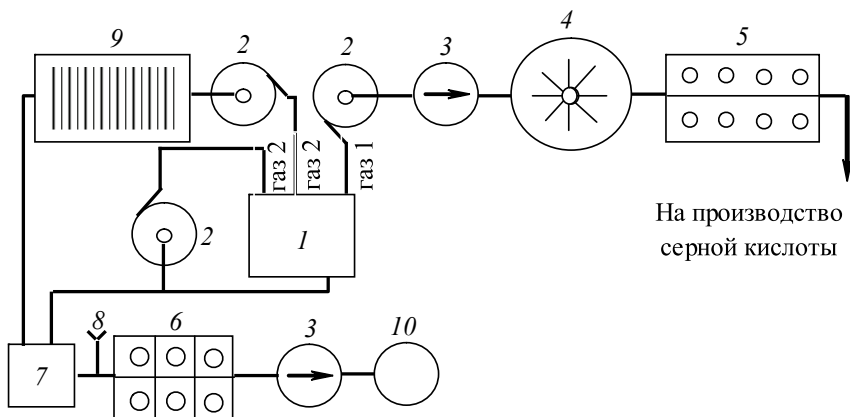 9 2 2 3 4 5
газ 2
газ 2
газ 1
1
2
На производство
серной кислоты
8 6 3 10
7